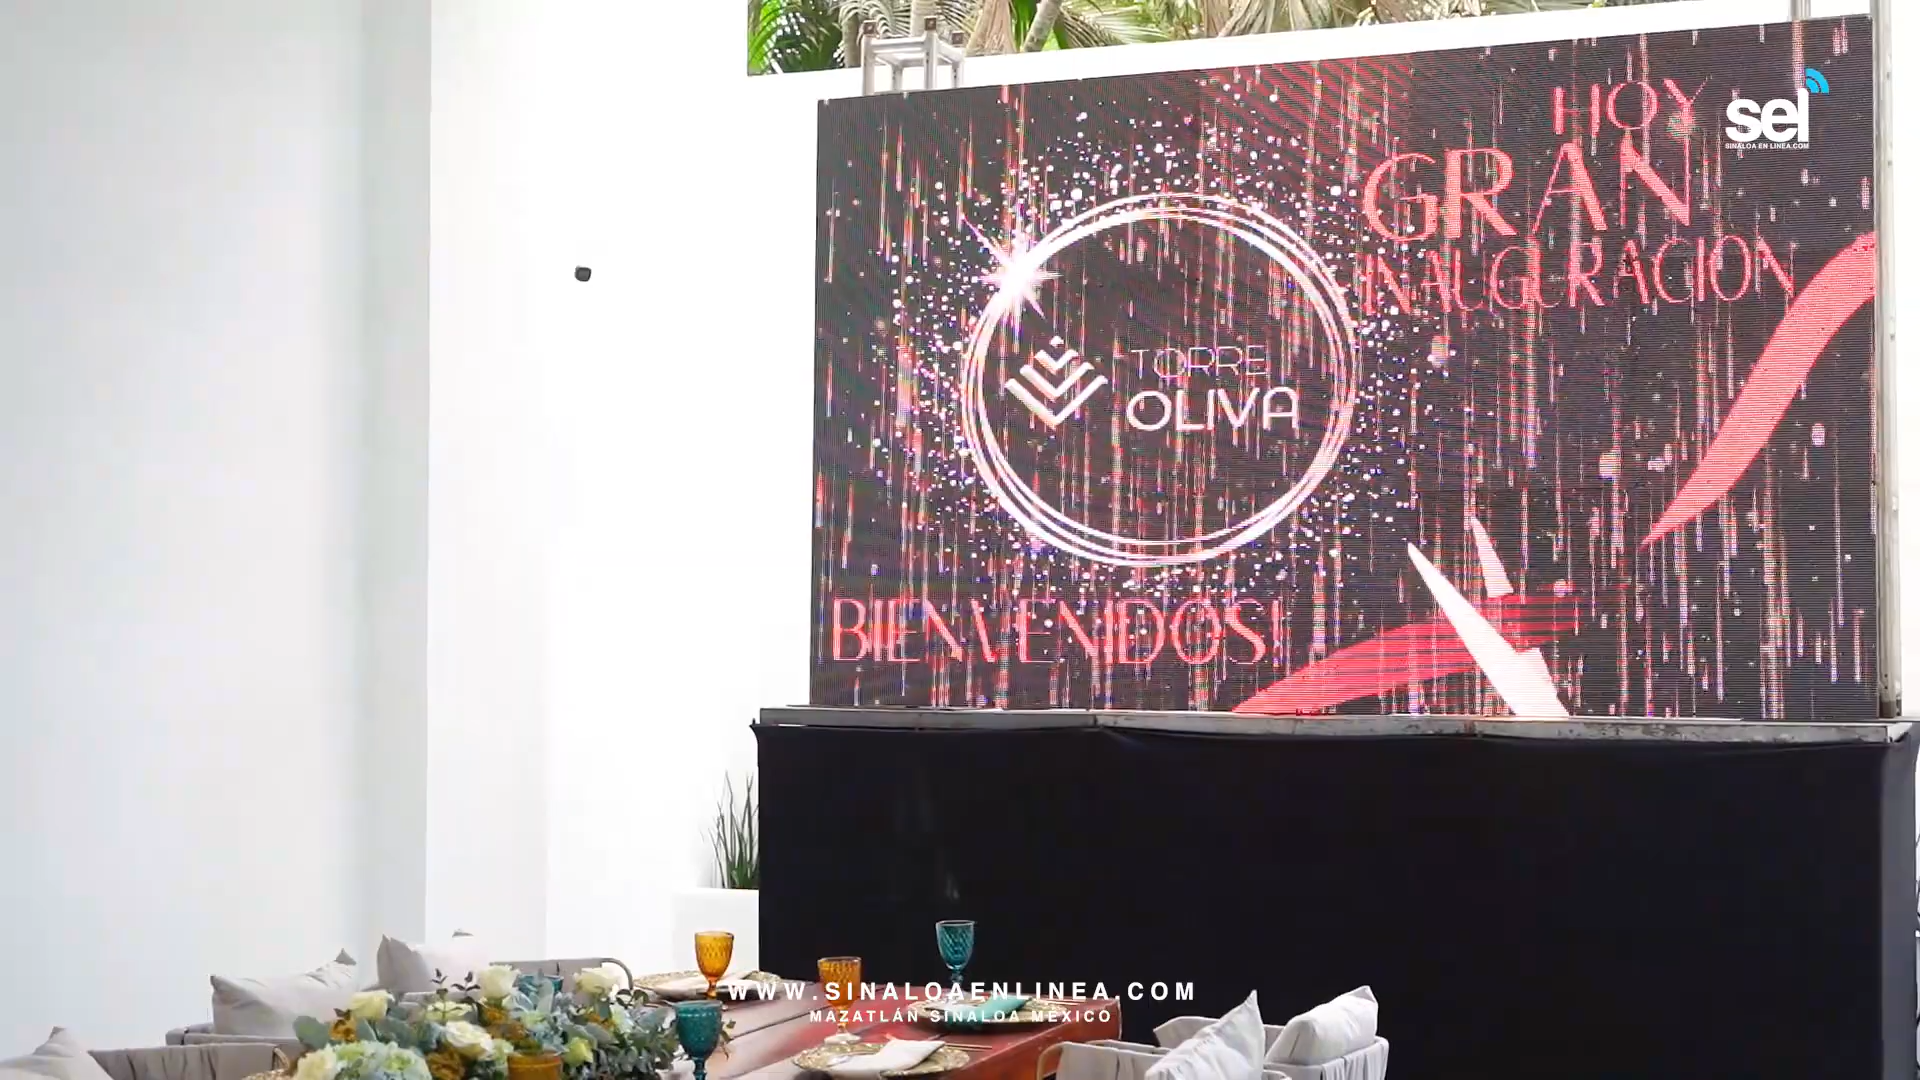 HOY
GRAN
INAUGURACION
sel
SINALOA EN LINEA.COM
TORRE
OLIVA
BIENVENIDOS!
WWW.SINALOAENLINEA.COM
MAZATLÁN SINALOA MÉXICO